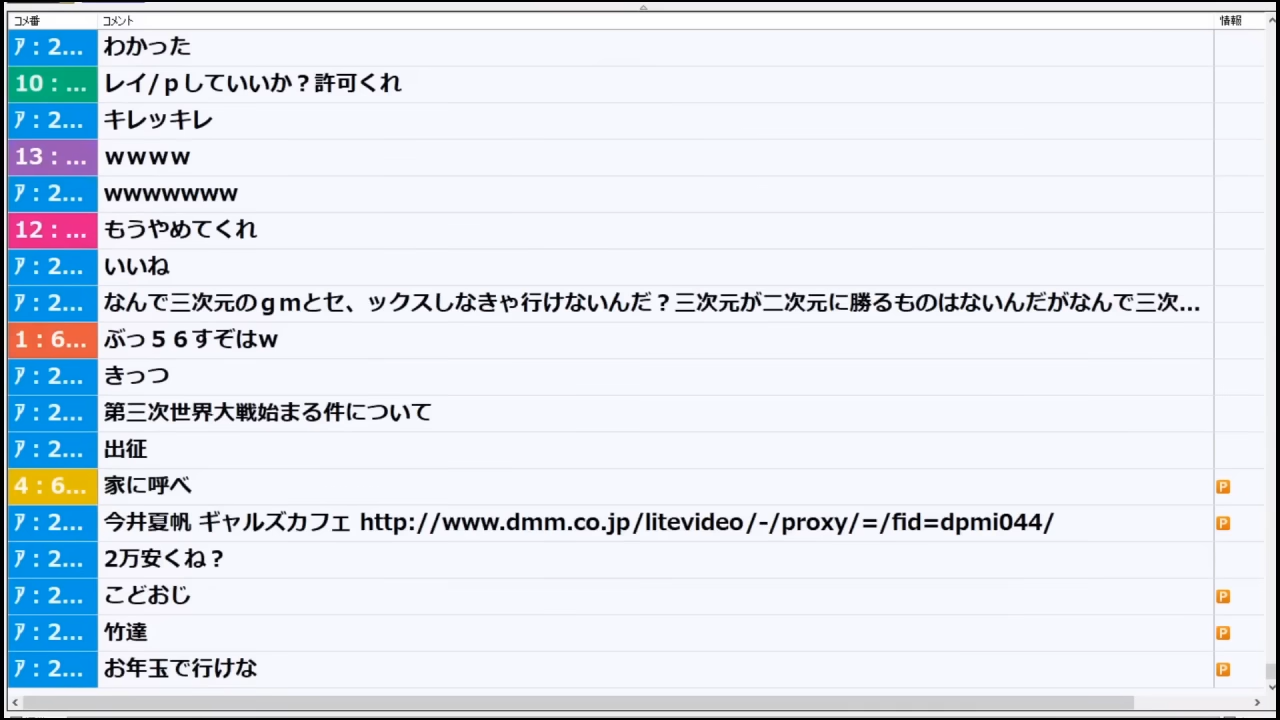 コメ番 コメント 情報
ｱ：2... わかった
10：... レイ/ｐしていいか？許可くれ
ｱ：2... キレッキレ
13：... ｗｗｗｗ
ｱ：2... wwwwwww
12：... もうやめてくれ
ｱ：2... いいね
ｱ：2... なんで三次元のｇｍとセ、ックスしなきゃ行けないんだ？三次元が二次元に勝るものはないんだがなんで三次...
1：6... ぶっ５６すぞはｗ
ｱ：2... きっつ
ｱ：2... 第三次世界大戦始まる件について
ｱ：2... 出征
4：6... 家に呼べ P
ｱ：2... 今井夏帆 ギャルズカフェ http://www.dmm.co.jp/litevideo/-/proxy/=/fid=dpmi044/ P
ｱ：2... 2万安くね？
ｱ：2... こどおじ P
ｱ：2... 竹達 P
ｱ：2... お年玉で行けな P